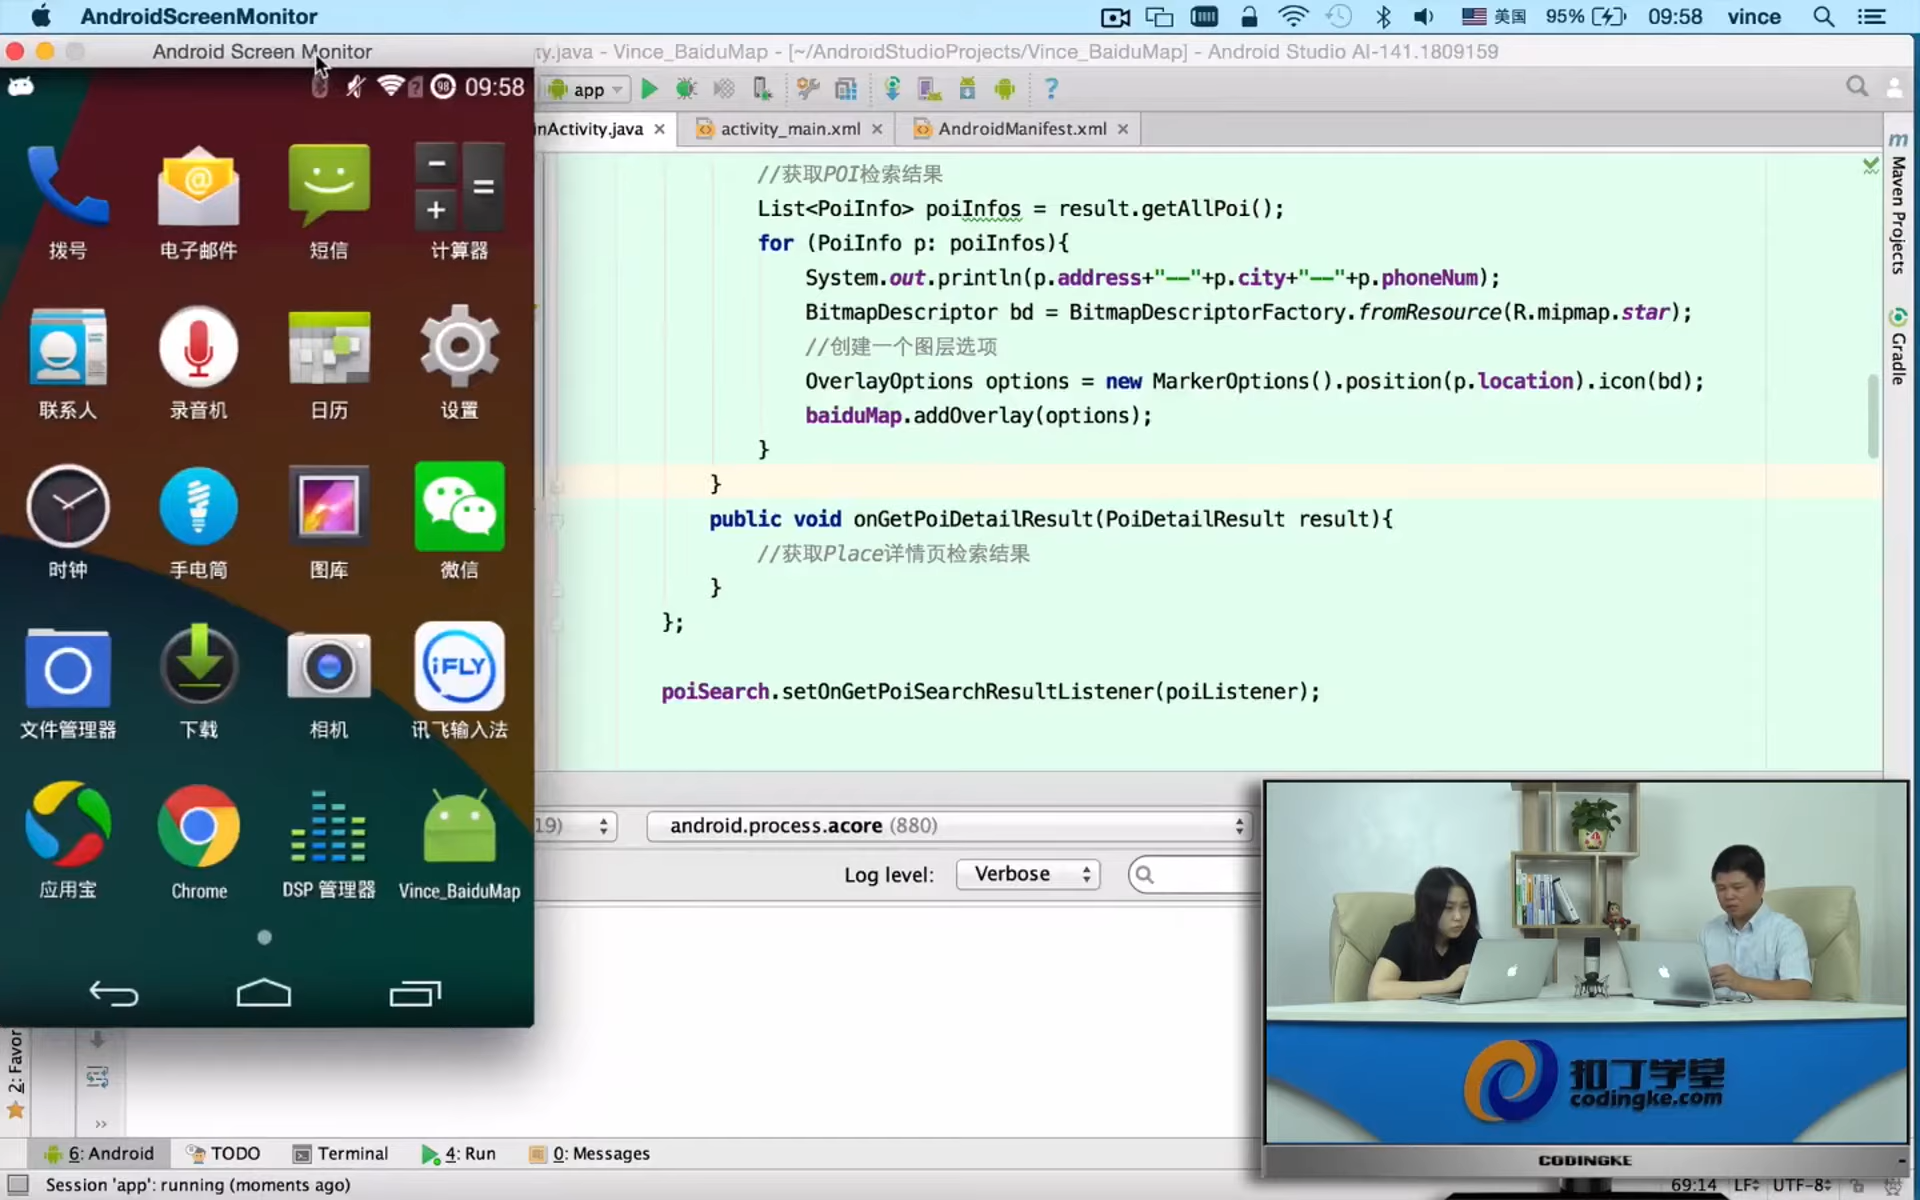 AndroidScreenMonitor
美国
95%
09:58
vince
Android Screen Monitor
ty.java - Vince_BaiduMap - [~/AndroidStudioProjects/Vince_BaiduMap] - Android Studio AI-141.1809159
98
09:58
app
?
inActivity.java
activity_main.xml
AndroidManifest.xml
拨号
电子邮件
短信
计算器
联系人
录音机
日历
设置
时钟
手电筒
图库
微信
iFLY
文件管理器
下载
相机
讯飞输入法
应用宝
Chrome
DSP 管理器
Vince_BaiduMap
//获取POI检索结果
List<PoiInfo> poiInfos = result.getAllPoi();
for (PoiInfo p: poiInfos){
System.out.println(p.address+"--"+p.city+"--"+p.phoneNum);
BitmapDescriptor bd = BitmapDescriptorFactory.fromResource(R.mipmap.star);
//创建一个图层选项
OverlayOptions options = new MarkerOptions().position(p.location).icon(bd);
baiduMap.addOverlay(options);
}
}
public void onGetPoiDetailResult(PoiDetailResult result){
//获取Place详情页检索结果
}
};
poiSearch.setOnGetPoiSearchResultListener(poiListener);
m
Maven Projects
Gradle
19)
android.process.acore (880)
Log level:
Verbose
扣丁学堂
codingke.com
CODINGKE
2: Favor
6: Android
TODO
Terminal
4: Run
0: Messages
Session 'app': running (moments ago)
69:14
LF
UTF-8